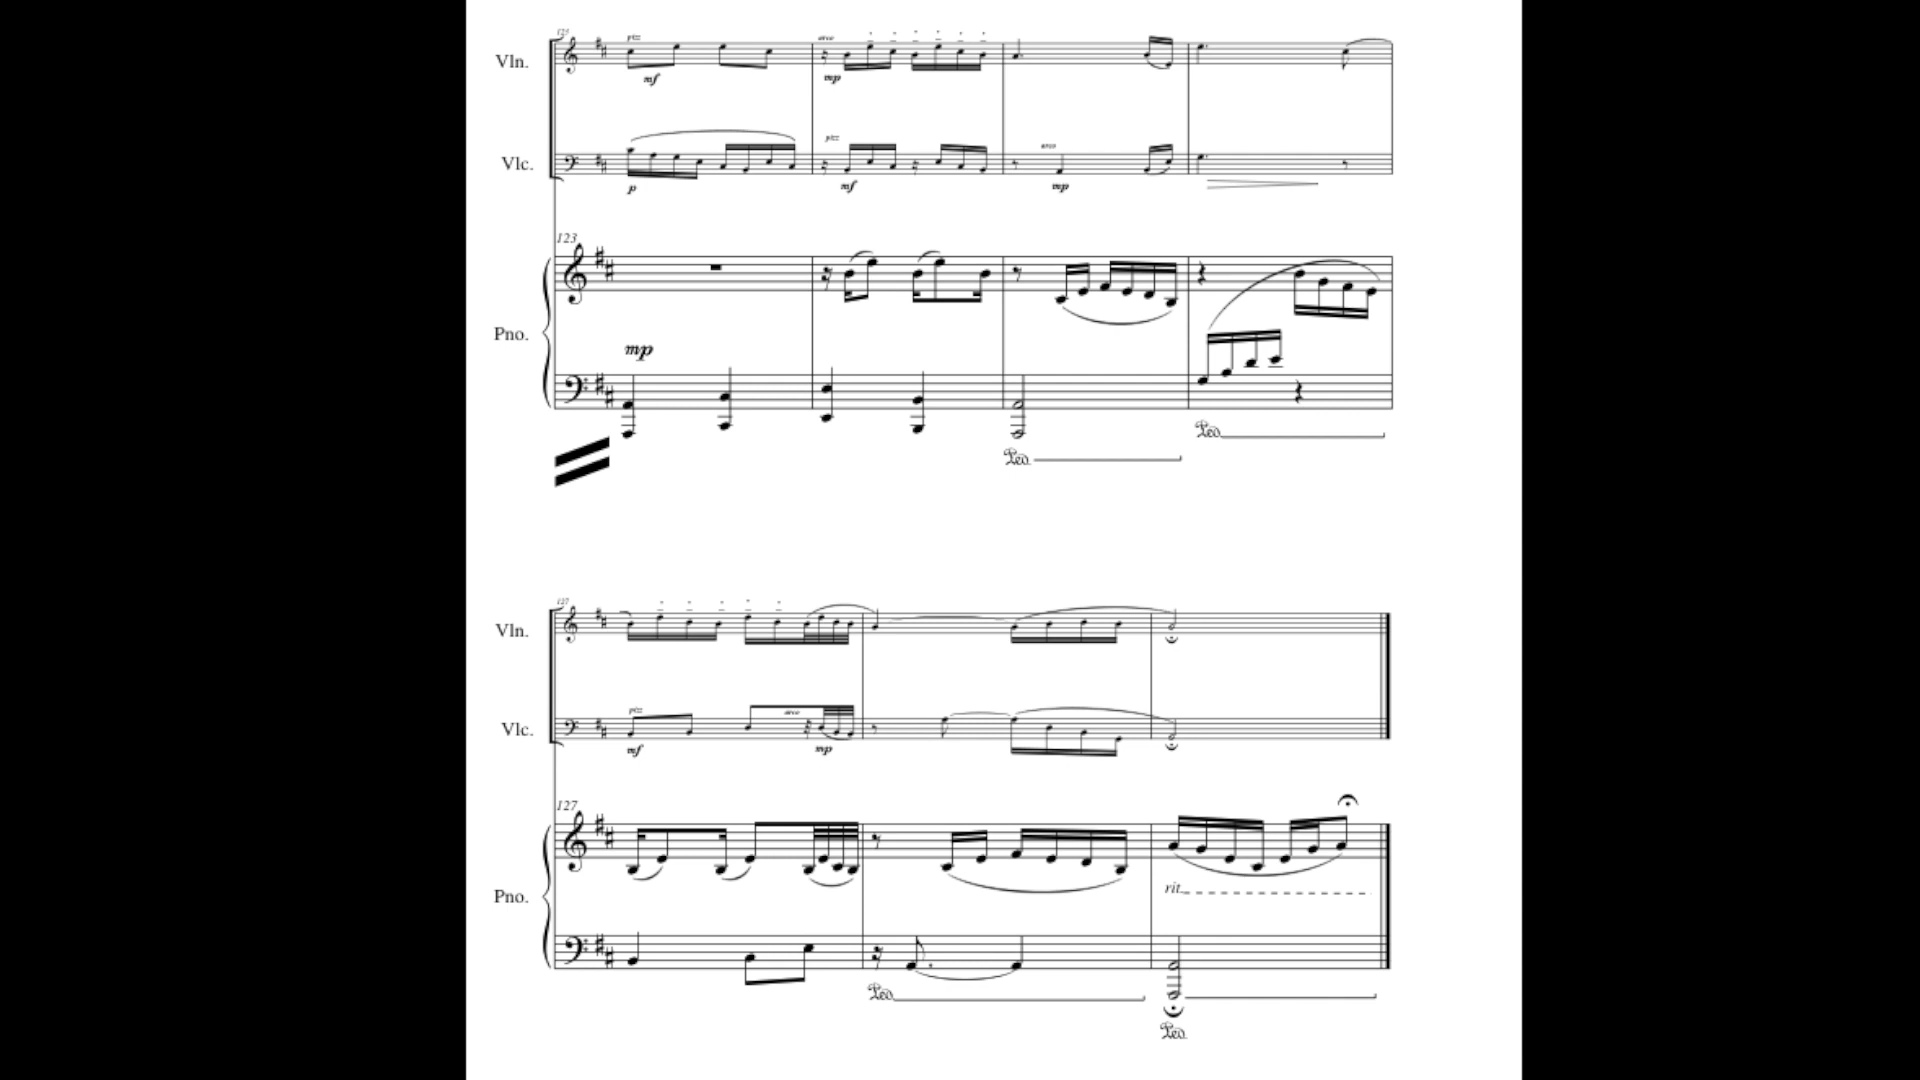 123
Vln.
pizz
mf
arco
mp
Vlc.
p
pizz
mf
arco
mp
123
Pno.
mp
Ped.
Ped.
127
Vln.
Vlc.
pizz
mf
arco
mp
127
Pno.
rit.
Ped.
Ped.